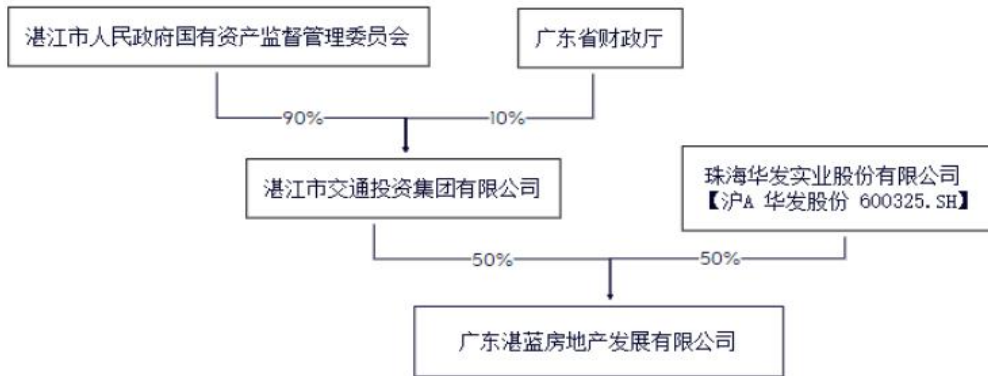 湛江市人民政府国有资产监督管理委员会
广东省财政厅
90%
10%
湛江市交通投资集团有限公司
珠海华发实业股份有限公司
【沪A 华发股份 600325.SH】
50%
50%
广东湛蓝房地产发展有限公司